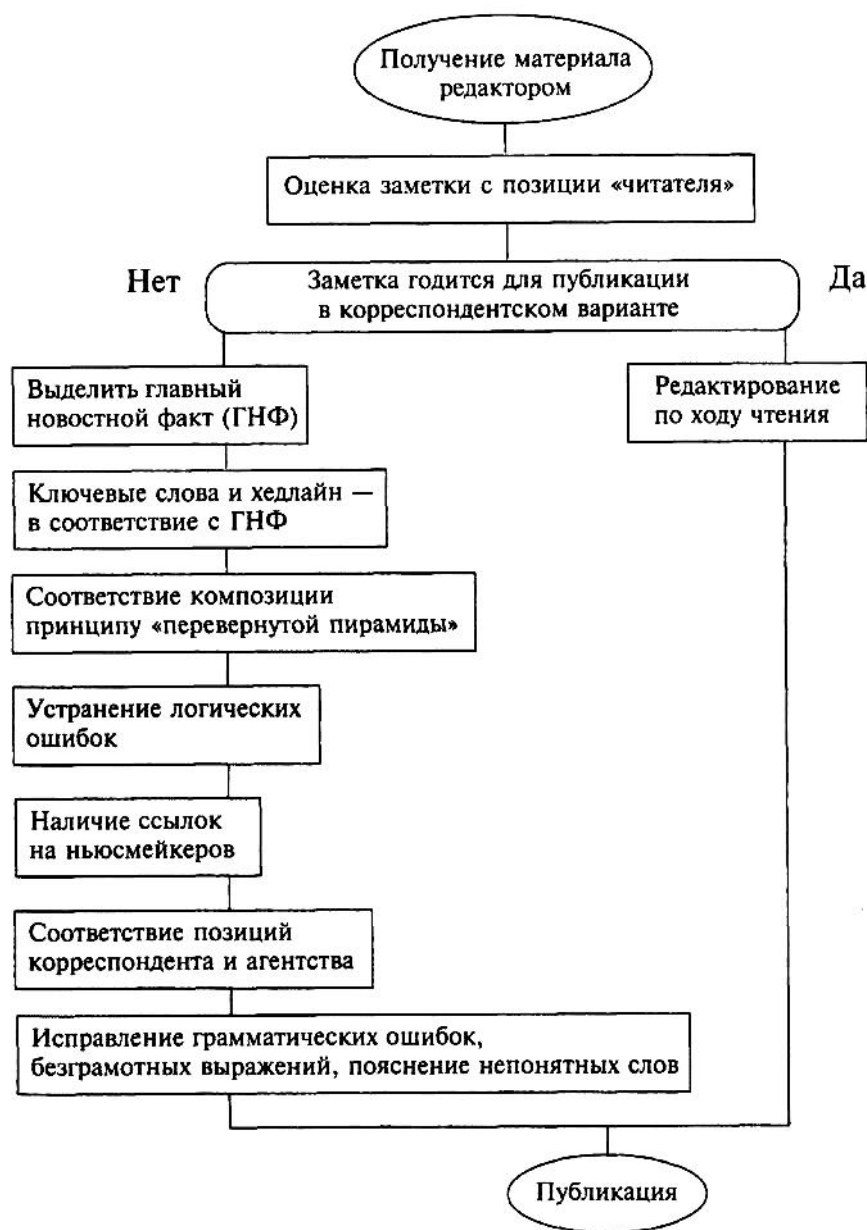 Получение материала
редактором
Оценка заметки с позиции «читателя»
Нет
Заметка годится для публикации
в корреспондентском варианте
Да
Выделить главный
новостной факт (ГНФ)
Редактирование
по ходу чтения
Ключевые слова и хедлайн —
в соответствие с ГНФ
Соответствие композиции
принципу «перевернутой пирамиды»
Устранение логических
ошибок
Наличие ссылок
на ньюсмейкеров
Соответствие позиций
корреспондента и агентства
Исправление грамматических ошибок,
безграмотных выражений, пояснение непонятных слов
Публикация